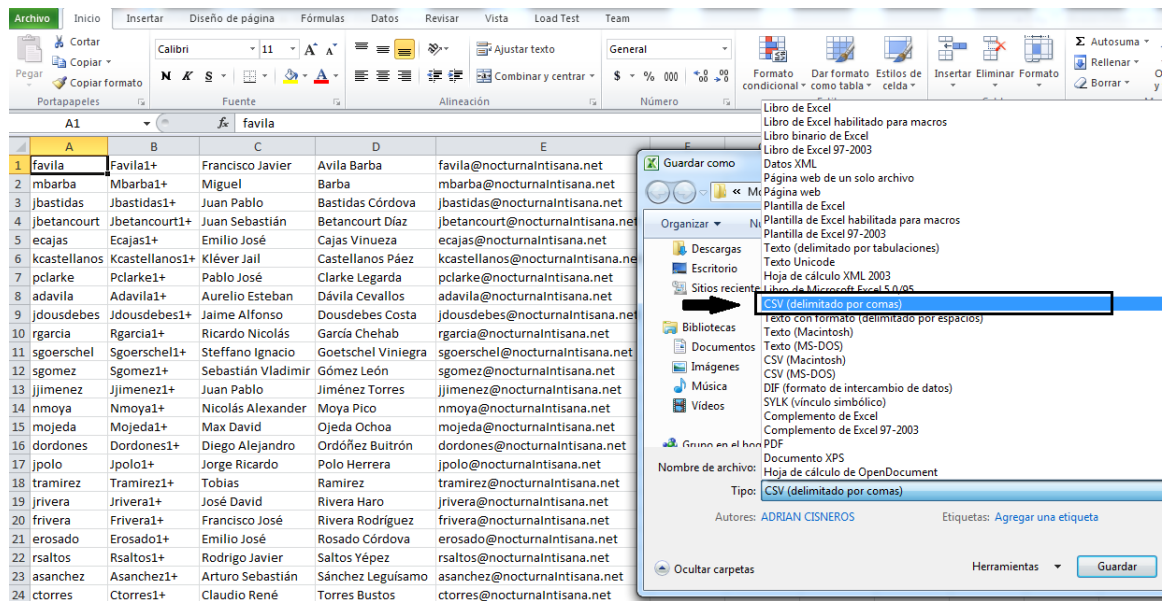 Archivo Inicio Insertar Diseño de página Fórmulas Datos Revisar Vista Load Test Team
Cortar
Copiar
Copiar formato
Pegar
Portapapeles
Calibri 11 A A
N K S A
Fuente
Ajustar texto
Combinar y centrar
Alineación
General
$ % 000
Número
Formato condicional
Dar formato como tabla
Estilos de celda
Insertar Eliminar Formato
Σ Autosuma
Rellenar
Borrar
A1 fx favila
A B C D E
1 favila Favila1+ Francisco Javier Avila Barba favila@nocturnaIntisana.net
2 mbarba Mbarba1+ Miguel Barba mbarba@nocturnaIntisana.net
3 jbastidas Jbastidas1+ Juan Pablo Bastidas Córdova jbastidas@nocturnaIntisana.net
4 jbetancourt Jbetancourt1+ Juan Sebastián Betancourt Díaz jbetancourt@nocturnaIntisana.net
5 ecajas Ecajas1+ Emilio José Cajas Vinueza ecajas@nocturnaIntisana.net
6 kcastellanos Kcastellanos1+ Kléver Jail Castellanos Páez kcastellanos@nocturnaIntisana.ne
7 pclarke Pclarke1+ Pablo José Clarke Legarda pclarke@nocturnaIntisana.net
8 adavila Adavila1+ Aurelio Esteban Dávila Cevallos adavila@nocturnaIntisana.net
9 jdousdebes Jdousdebes1+ Jaime Alfonso Dousdebes Costa jdousdebes@nocturnaIntisana.net
10 rgarcia Rgarcia1+ Ricardo Nicolás García Chehab rgarcia@nocturnaIntisana.net
11 sgoerschel Sgoerschel1+ Steffano Ignacio Goetschel Viniegra sgoerschel@nocturnaIntisana.net
12 sgomez Sgomez1+ Sebastián Vladimir Gómez León sgomez@nocturnaIntisana.net
13 jjimenez Jjimenez1+ Juan Pablo Jiménez Torres jjimenez@nocturnaIntisana.net
14 nmoya Nmoya1+ Nicolás Alexander Moya Pico nmoya@nocturnaIntisana.net
15 mojeda Mojeda1+ Max David Ojeda Ochoa mojeda@nocturnaIntisana.net
16 dordones Dordones1+ Diego Alejandro Ordóñez Buitrón dordones@nocturnaIntisana.net
17 jpolo Jpolo1+ Jorge Ricardo Polo Herrera jpolo@nocturnaIntisana.net
18 tramirez Tramirez1+ Tobias Ramirez tramirez@nocturnaIntisana.net
19 jrivera Jrivera1+ José David Rivera Haro jrivera@nocturnaIntisana.net
20 frivera Frivera1+ Francisco José Rivera Rodríguez frivera@nocturnaIntisana.net
21 erosado Erosado1+ Emilio José Rosado Córdova erosado@nocturnaIntisana.net
22 rsaltos Rsaltos1+ Rodrigo Javier Saltos Yépez rsaltos@nocturnaIntisana.net
23 asanchez Asanchez1+ Arturo Sebastián Sánchez Leguísamo asanchez@nocturnaIntisana.net
24 ctorres Ctorres1+ Claudio René Torres Bustos ctorres@nocturnaIntisana.net
Guardar como
Organizar
Descargas
Escritorio
Sitios reciente
Bibliotecas
Documentos
Imágenes
Música
Vídeos
Grupo en el hog
Libro de Excel
Libro de Excel habilitado para macros
Libro binario de Excel
Libro de Excel 97-2003
Datos XML
Página web de un solo archivo
Página web
Plantilla de Excel
Plantilla de Excel habilitada para macros
Plantilla de Excel 97-2003
Texto (delimitado por tabulaciones)
Texto Unicode
Hoja de cálculo XML 2003
Libro de Microsoft Excel 5.0/95
CSV (delimitado por comas)
Texto con formato (delimitado por espacios)
Texto (Macintosh)
Texto (MS-DOS)
CSV (Macintosh)
CSV (MS-DOS)
DIF (formato de intercambio de datos)
SYLK (vínculo simbólico)
Complemento de Excel
Complemento de Excel 97-2003
PDF
Documento XPS
Hoja de cálculo de OpenDocument
Nombre de archivo:
Tipo: CSV (delimitado por comas)
Autores: ADRIAN CISNEROS Etiquetas: Agregar una etiqueta
Ocultar carpetas Herramientas Guardar